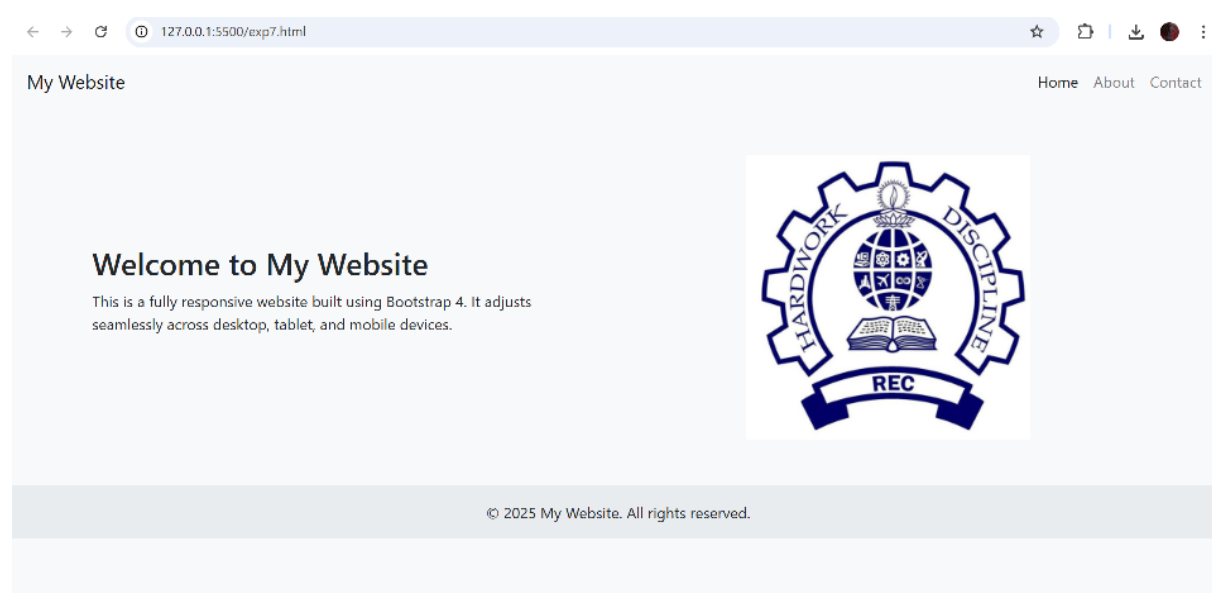 127.0.0.1:5500/exp7.html
My Website
Home About Contact
HARDWORK DISCIPLINE
REC
Welcome to My Website
This is a fully responsive website built using Bootstrap 4. It adjusts
seamlessly across desktop, tablet, and mobile devices.
© 2025 My Website. All rights reserved.